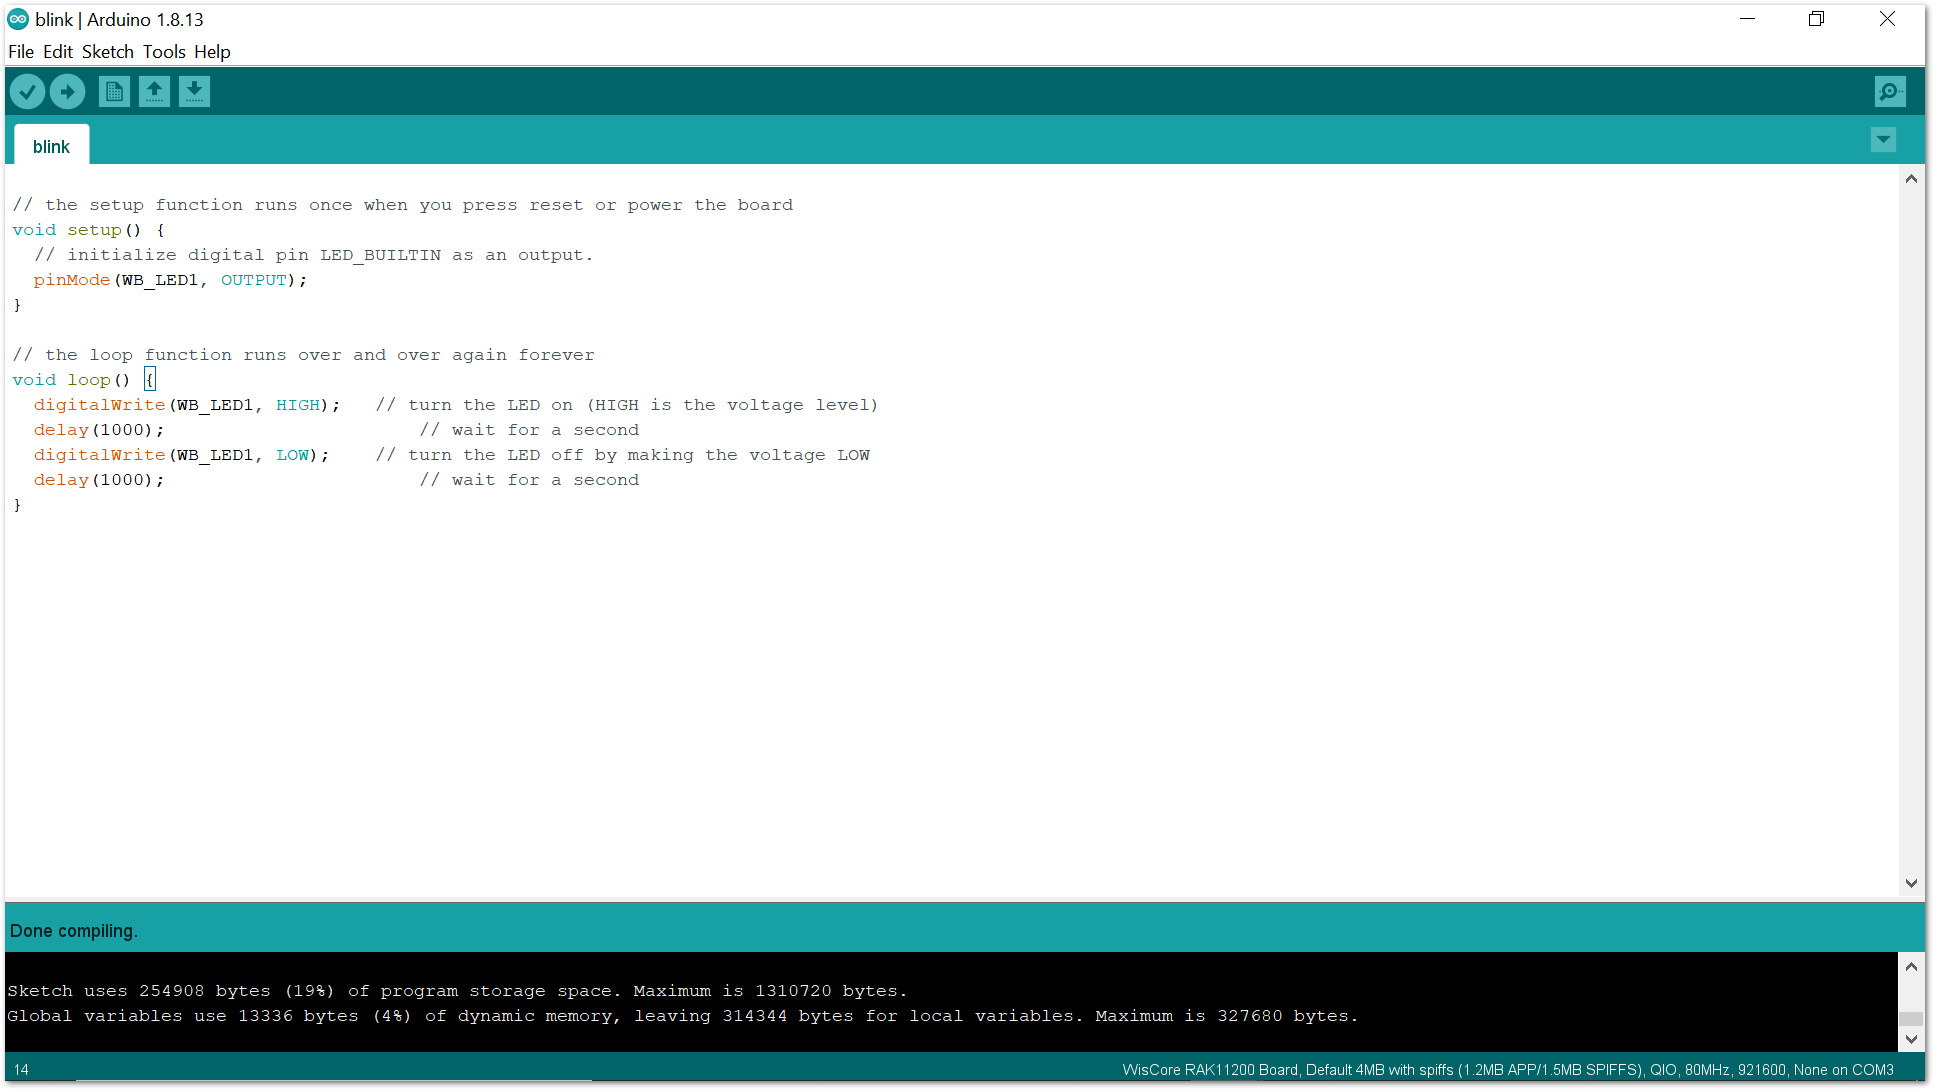 blink | Arduino 1.8.13
File Edit Sketch Tools Help
blink
// the setup function runs once when you press reset or power the board
void setup() {
  // initialize digital pin LED_BUILTIN as an output.
  pinMode(WB_LED1, OUTPUT);
}
// the loop function runs over and over again forever
void loop() {
  digitalWrite(WB_LED1, HIGH);   // turn the LED on (HIGH is the voltage level)
  delay(1000);                       // wait for a second
  digitalWrite(WB_LED1, LOW);    // turn the LED off by making the voltage LOW
  delay(1000);                       // wait for a second
}
Done compiling.
Sketch uses 254908 bytes (19%) of program storage space. Maximum is 1310720 bytes.
Global variables use 13336 bytes (4%) of dynamic memory, leaving 314344 bytes for local variables. Maximum is 327680 bytes.
14 WisCore RAK11200 Board, Default 4MB with spiffs (1.2MB APP/1.5MB SPIFFS), QIO, 80MHz, 921600, None on COM3